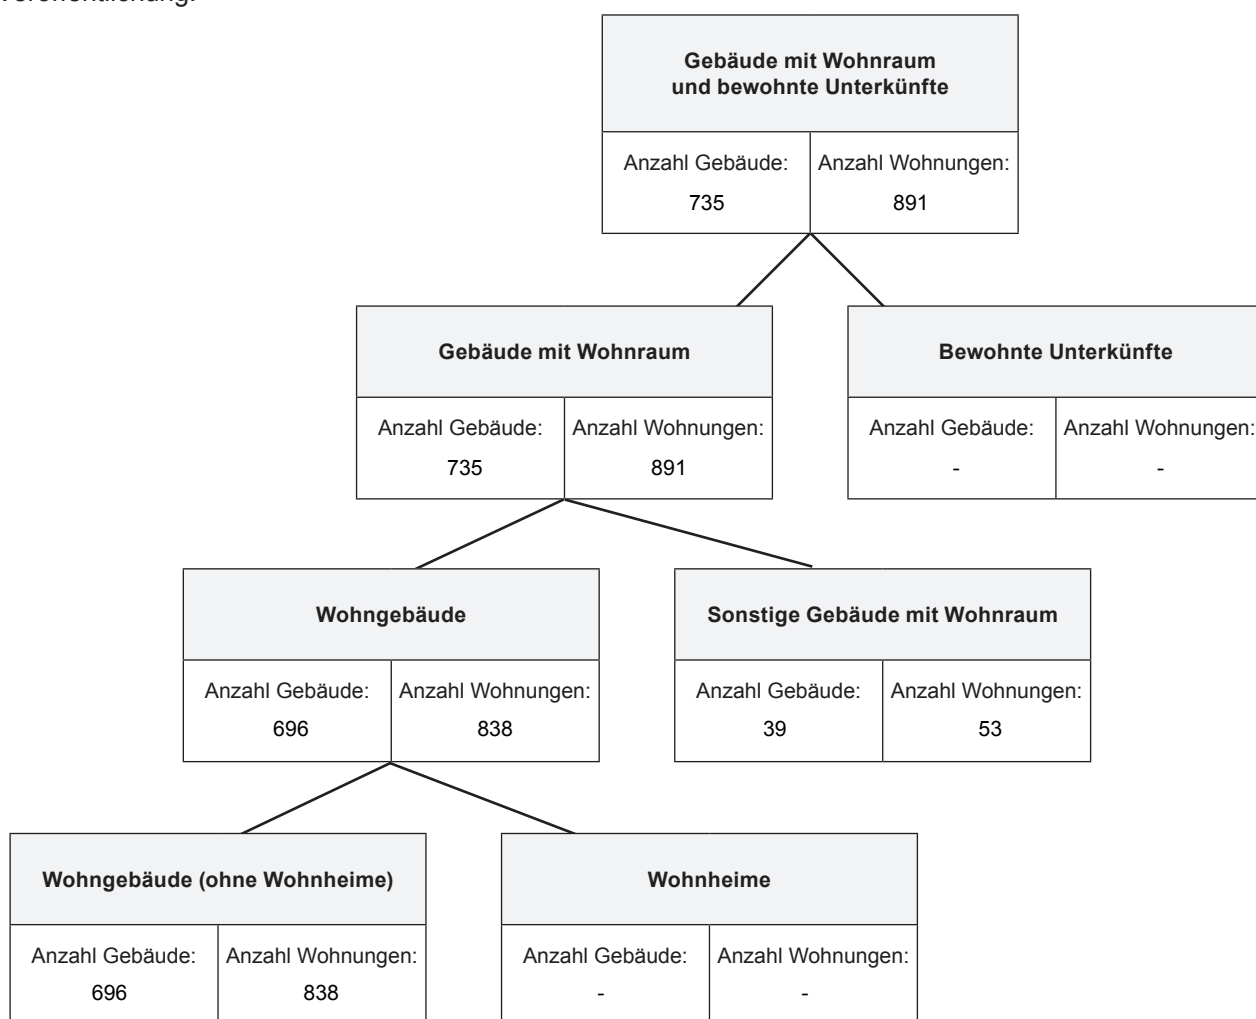 Veröffentlichung.
Gebäude mit Wohnraum
und bewohnte Unterkünfte
Anzahl Gebäude: Anzahl Wohnungen:
735 891
Gebäude mit Wohnraum Bewohnte Unterkünfte
Anzahl Gebäude: Anzahl Wohnungen: Anzahl Gebäude: Anzahl Wohnungen:
735 891 - -
Wohngebäude Sonstige Gebäude mit Wohnraum
Anzahl Gebäude: Anzahl Wohnungen: Anzahl Gebäude: Anzahl Wohnungen:
696 838 39 53
Wohngebäude (ohne Wohnheime) Wohnheime
Anzahl Gebäude: Anzahl Wohnungen: Anzahl Gebäude: Anzahl Wohnungen:
696 838 - -